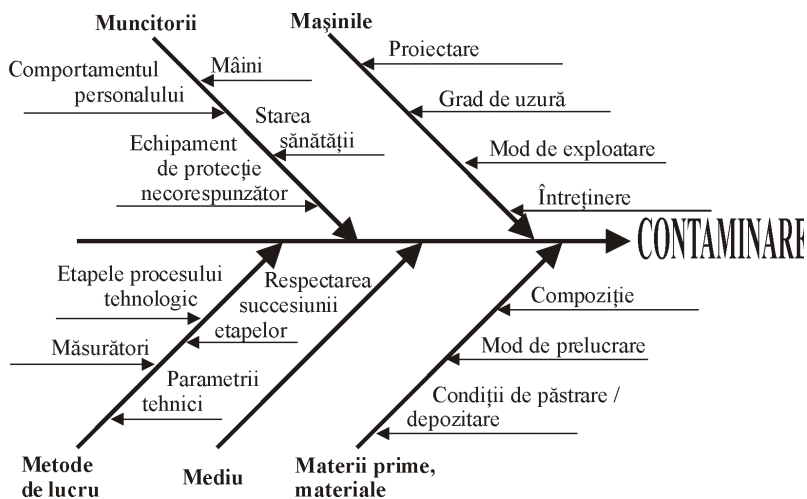 Muncitorii
Mașinile
Comportamentul
personalului
Mâini
Starea
sănătății
Echipament
de protecție
necorespunzător
Proiectare
Grad de uzură
Mod de exploatare
Întreținere
CONTAMINARE
Etapele procesului
tehnologic
Respectarea
succesiunii
etapelor
Măsurători
Parametrii
tehnici
Compoziție
Mod de prelucrare
Condiții de păstrare /
depozitare
Metode
de lucru
Mediu
Materii prime,
materiale